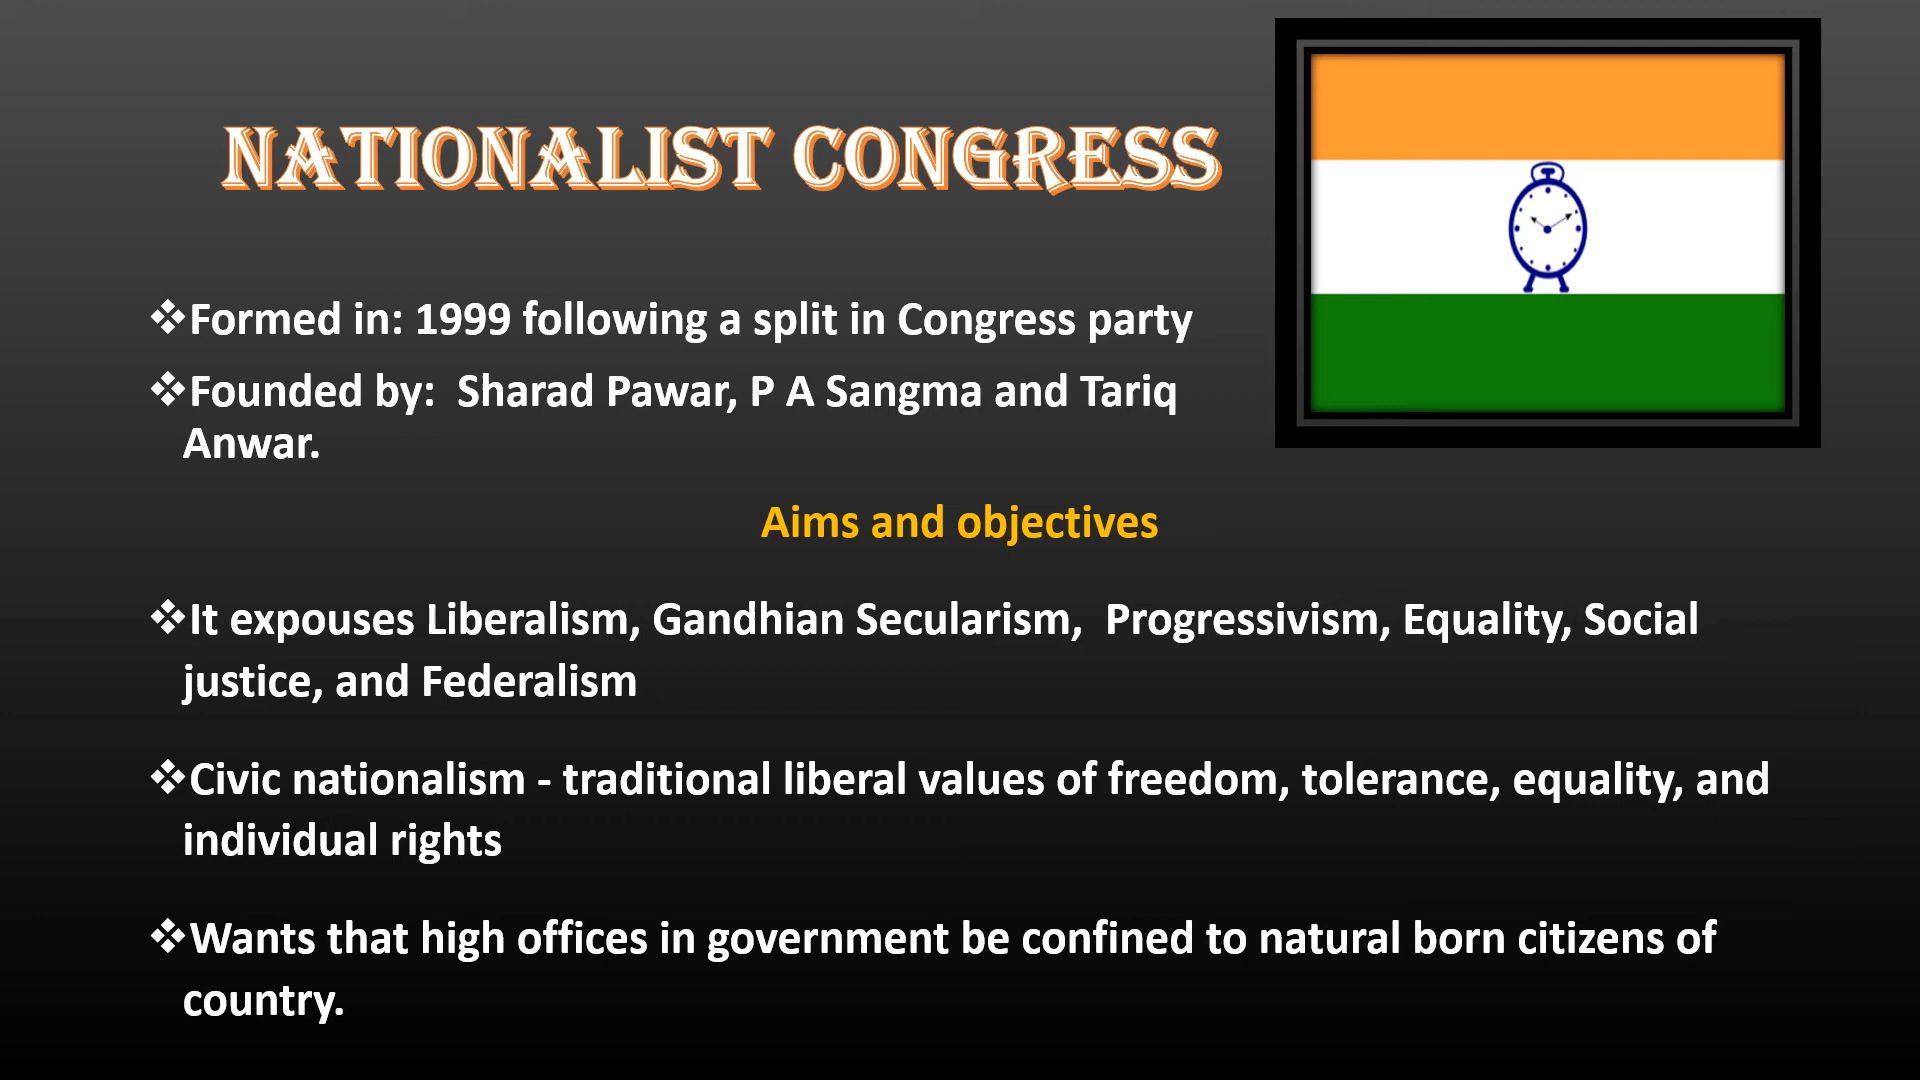 NATIONALIST CONGRESS
❖Formed in: 1999 following a split in Congress party
❖Founded by:  Sharad Pawar, P A Sangma and Tariq
Anwar.
Aims and objectives
❖It expouses Liberalism, Gandhian Secularism,  Progressivism, Equality, Social
justice, and Federalism
❖Civic nationalism - traditional liberal values of freedom, tolerance, equality, and
individual rights
❖Wants that high offices in government be confined to natural born citizens of
country.